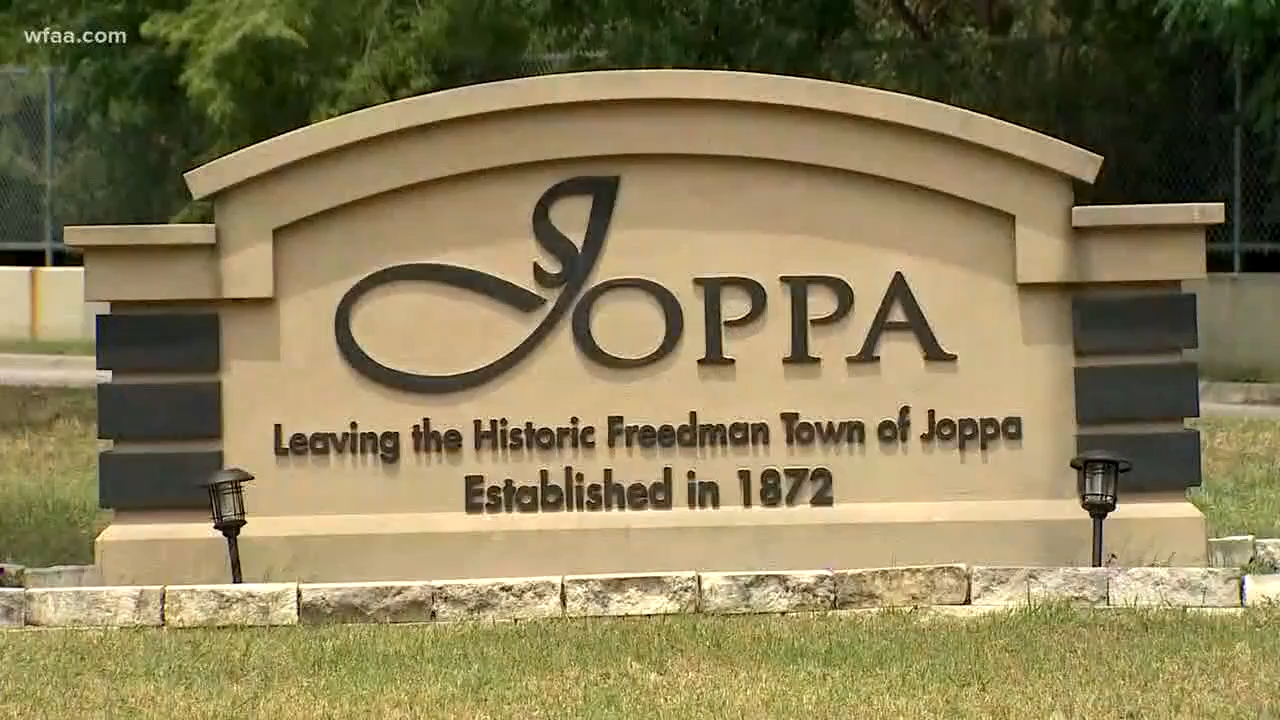 wfaa.com
JOPPA
Leaving the Historic Freedman Town of Joppa
Established in 1872